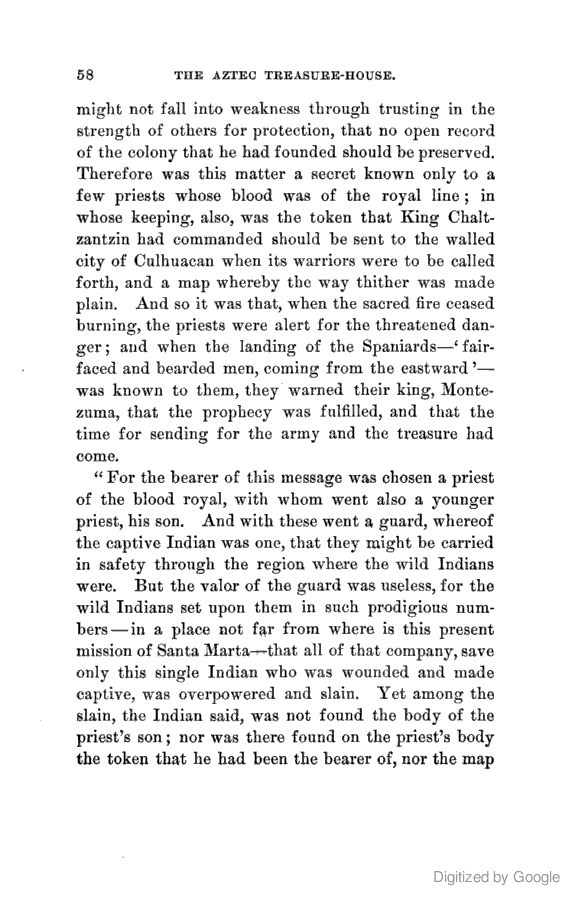 58 THE AZTEC TREASURE-HOUSE.
might not fall into weakness through trusting in the
strength of others for protection, that no open record
of the colony that he had founded should be preserved.
Therefore was this matter a secret known only to a
few priests whose blood was of the royal line; in
whose keeping, also, was the token that King Chalt-
zantzin had commanded should be sent to the walled
city of Culhuacan when its warriors were to be called
forth, and a map whereby the way thither was made
plain. And so it was that, when the sacred fire ceased
burning, the priests were alert for the threatened dan-
ger; and when the landing of the Spaniards—‘fair-
faced and bearded men, coming from the eastward’—
was known to them, they warned their king, Monte-
zuma, that the prophecy was fulfilled, and that the
time for sending for the army and the treasure had
come.
“For the bearer of this message was chosen a priest
of the blood royal, with whom went also a younger
priest, his son. And with these went a guard, whereof
the captive Indian was one, that they might be carried
in safety through the region where the wild Indians
were. But the valor of the guard was useless, for the
wild Indians set upon them in such prodigious num-
bers—in a place not far from where is this present
mission of Santa Marta—that all of that company, save
only this single Indian who was wounded and made
captive, was overpowered and slain. Yet among the
slain, the Indian said, was not found the body of the
priest’s son; nor was there found on the priest’s body
the token that he had been the bearer of, nor the map
Digitized by Google